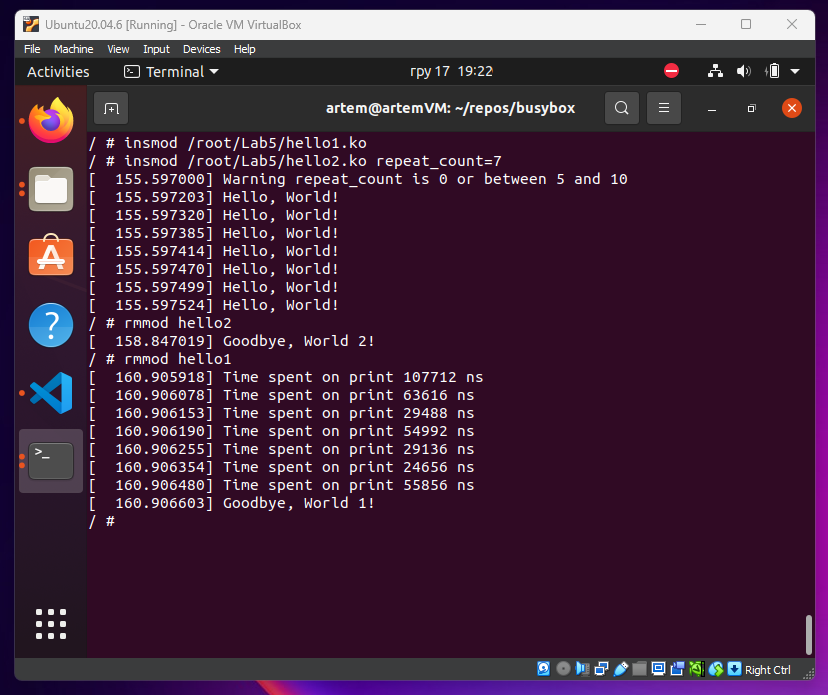 Ubuntu20.04.6 [Running] - Oracle VM VirtualBox
File Machine View Input Devices Help
Activities Terminal гру 17 19:22
artem@artemVM: ~/repos/busybox
/ # insmod /root/Lab5/hello1.ko
/ # insmod /root/Lab5/hello2.ko repeat_count=7
[  155.597000] Warning repeat_count is 0 or between 5 and 10
[  155.597203] Hello, World!
[  155.597320] Hello, World!
[  155.597385] Hello, World!
[  155.597414] Hello, World!
[  155.597470] Hello, World!
[  155.597499] Hello, World!
[  155.597524] Hello, World!
/ # rmmod hello2
[  158.847019] Goodbye, World 2!
/ # rmmod hello1
[  160.905918] Time spent on print 107712 ns
[  160.906078] Time spent on print 63616 ns
[  160.906153] Time spent on print 29488 ns
[  160.906190] Time spent on print 54992 ns
[  160.906255] Time spent on print 29136 ns
[  160.906354] Time spent on print 24656 ns
[  160.906480] Time spent on print 55856 ns
[  160.906603] Goodbye, World 1!
/ #
Right Ctrl